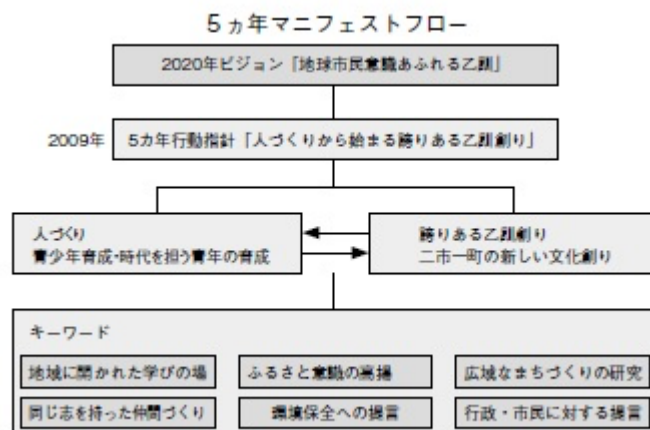 5ヵ年マニフェストフロー
2020年ビジョン「地球市民意識あふれる乙訓」
2009年
5カ年行動指針「人づくりから始まる誇りある乙訓創り」
人づくり
青少年育成・時代を担う青年の育成
誇りある乙訓創り
二市一町の新しい文化創り
キーワード
地域に開かれた学びの場
ふるさと意識の高揚
広域なまちづくりの研究
同じ志を持った仲間づくり
環境保全への提言
行政・市民に対する提言